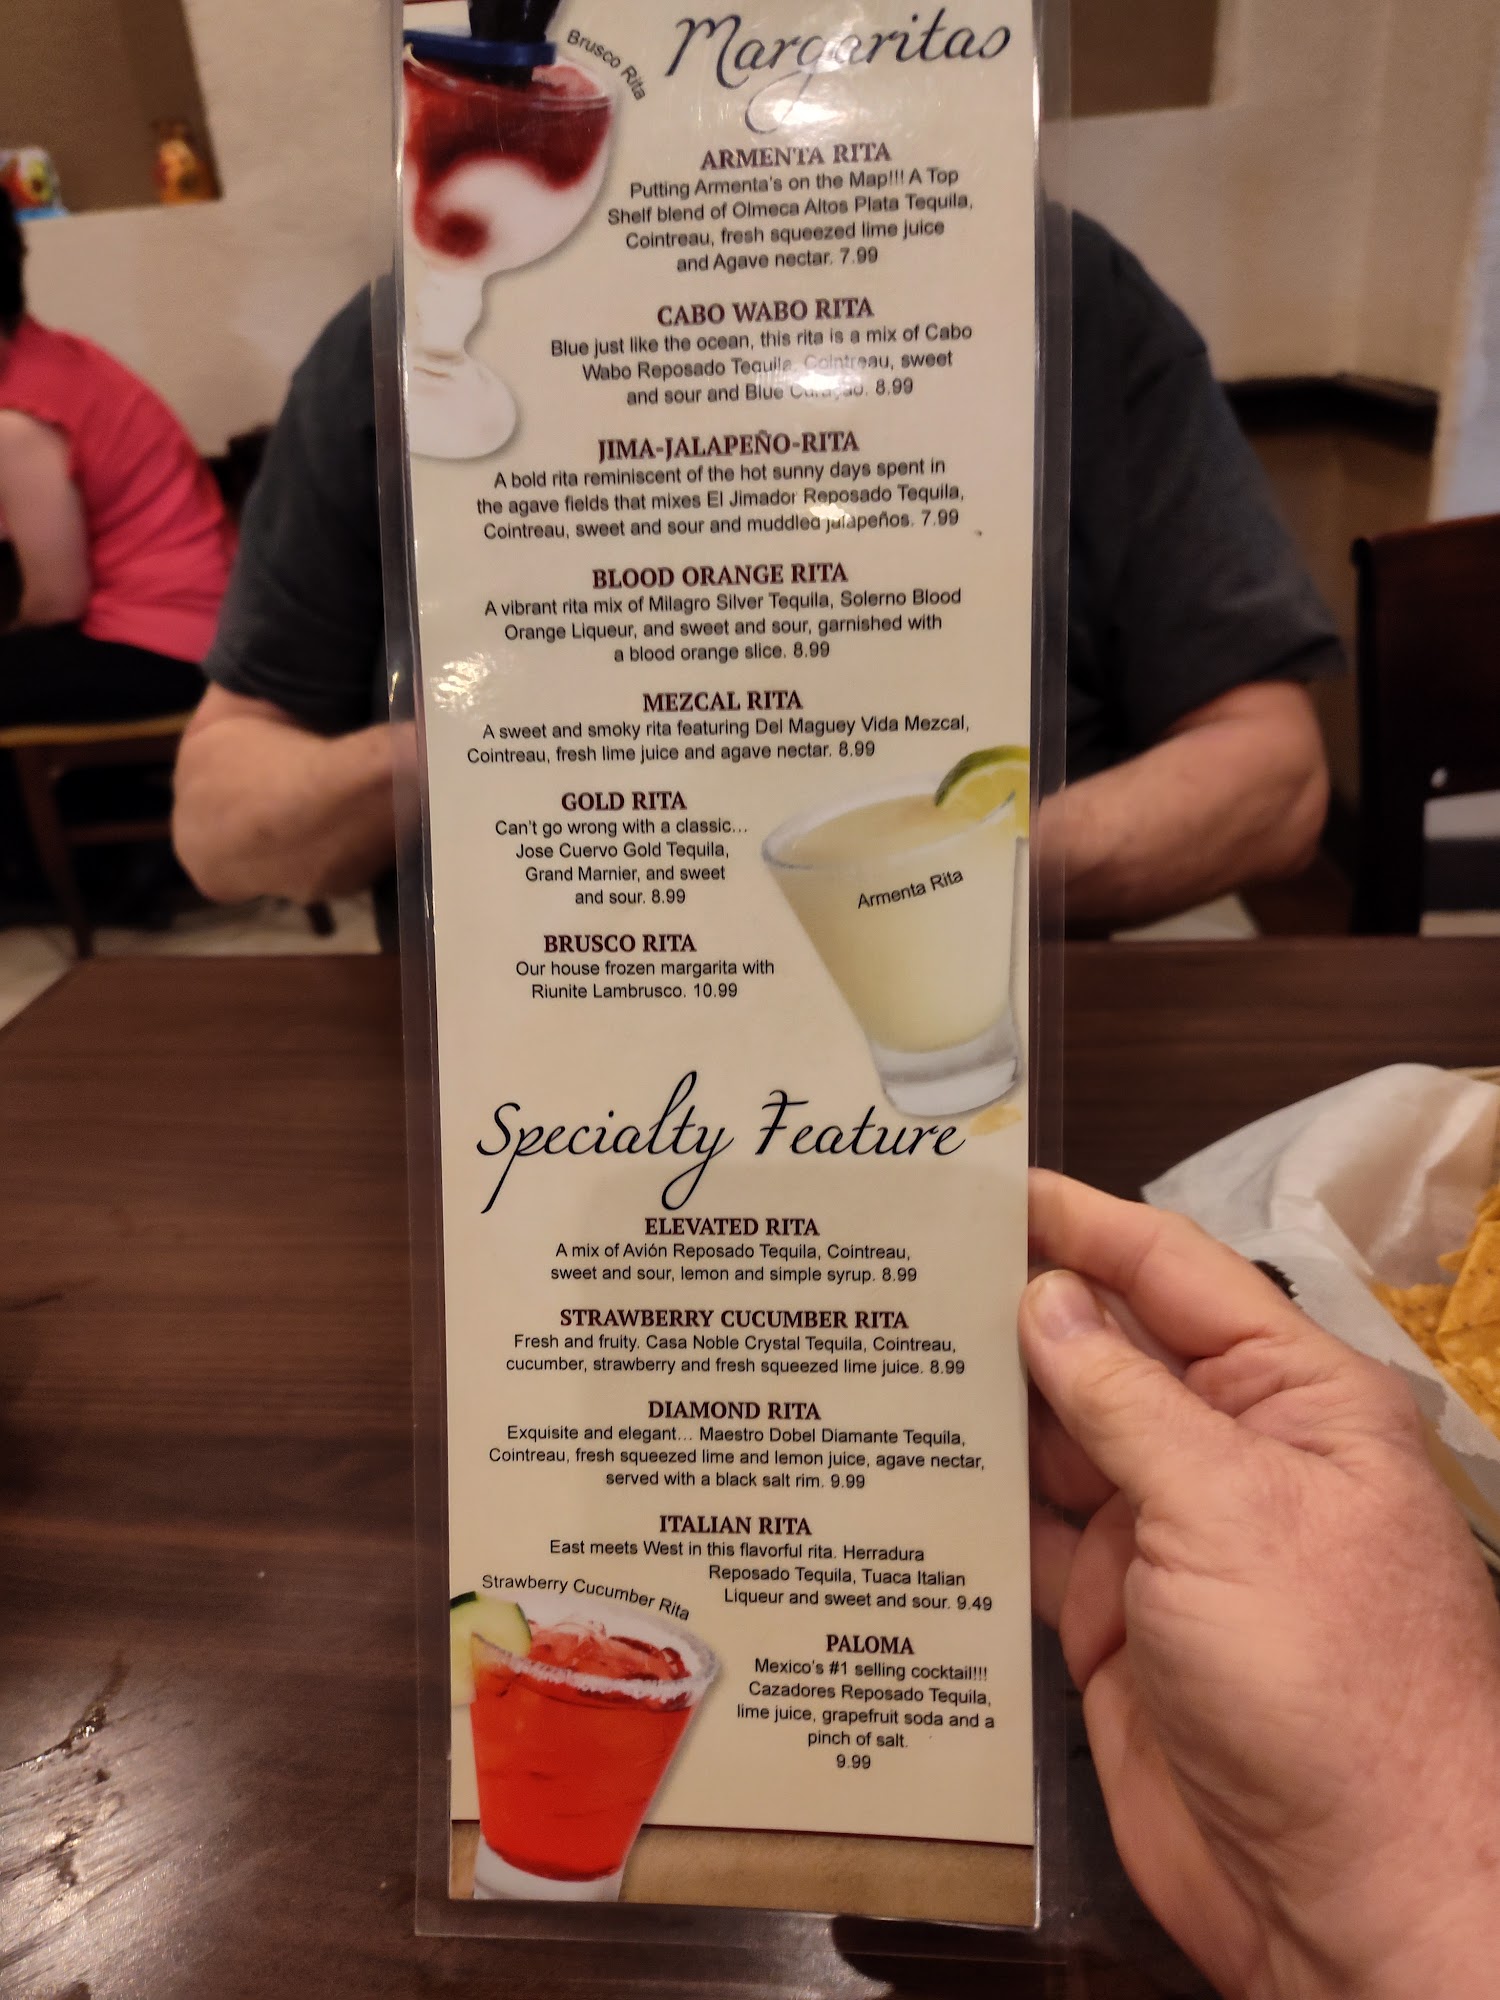 Brusco Rita
Margaritas
ARMENTA RITA
Putting Armenta's on the Map!!! A Top
Shelf blend of Olmeca Altos Plata Tequila,
Cointreau, fresh squeezed lime juice
and Agave nectar. 7.99
CABO WABO RITA
Blue just like the ocean, this rita is a mix of Cabo
Wabo Reposado Tequila, Cointreau, sweet
and sour and Blue Curaçao. 8.99
JIMA-JALAPEÑO-RITA
A bold rita reminiscent of the hot sunny days spent in
the agave fields that mixes El Jimador Reposado Tequila,
Cointreau, sweet and sour and muddled jalapeños. 7.99
BLOOD ORANGE RITA
A vibrant rita mix of Milagro Silver Tequila, Solerno Blood
Orange Liqueur, and sweet and sour, garnished with
a blood orange slice. 8.99
MEZCAL RITA
A sweet and smoky rita featuring Del Maguey Vida Mezcal,
Cointreau, fresh lime juice and agave nectar. 8.99
GOLD RITA
Can't go wrong with a classic...
Jose Cuervo Gold Tequila,
Grand Marnier, and sweet
and sour. 8.99
Armenta Rita
BRUSCO RITA
Our house frozen margarita with
Riunite Lambrusco. 10.99
Specialty Feature
ELEVATED RITA
A mix of Avión Reposado Tequila, Cointreau,
sweet and sour, lemon and simple syrup. 8.99
STRAWBERRY CUCUMBER RITA
Fresh and fruity. Casa Noble Crystal Tequila, Cointreau,
cucumber, strawberry and fresh squeezed lime juice. 8.99
DIAMOND RITA
Exquisite and elegant... Maestro Dobel Diamante Tequila,
Cointreau, fresh squeezed lime and lemon juice, agave nectar,
served with a black salt rim. 9.99
ITALIAN RITA
East meets West in this flavorful rita. Herradura
Reposado Tequila, Tuaca Italian
Liqueur and sweet and sour. 9.49
Strawberry Cucumber Rita
PALOMA
Mexico's #1 selling cocktail!!!
Cazadores Reposado Tequila,
lime juice, grapefruit soda and a
pinch of salt.
9.99